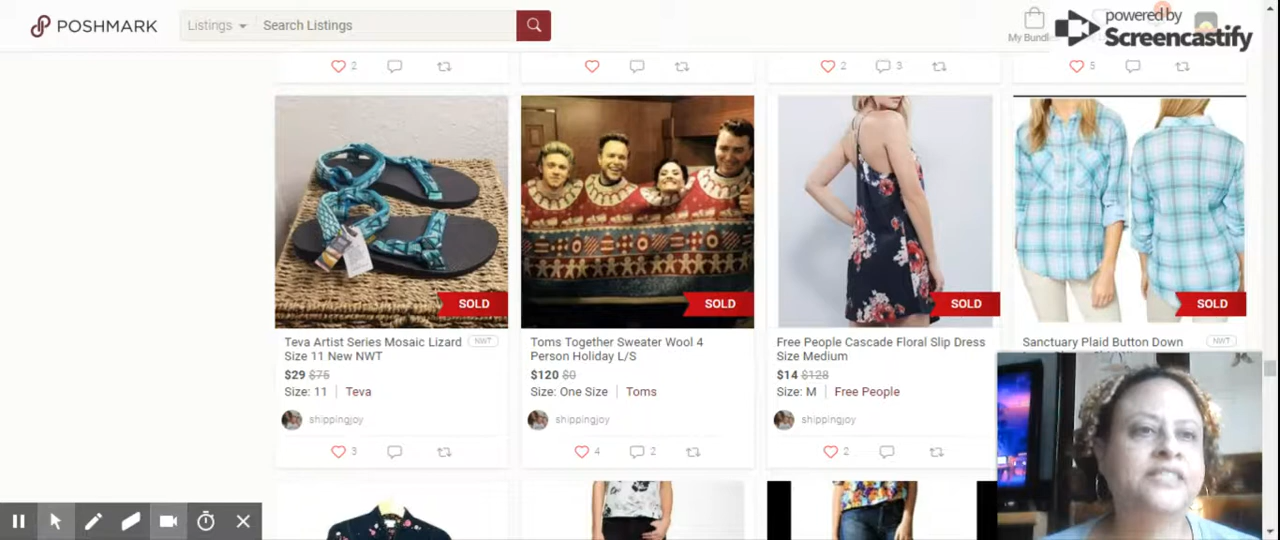 POSHMARK
Listings
Search Listings
My Bundl
powered by
Screencastify
2
2
3
5
SOLD
SOLD
SOLD
SOLD
Teva Artist Series Mosaic Lizard
Size 11 New NWT
NWT
$29 $75
Size: 11 | Teva
shippingjoy
3
Toms Together Sweater Wool 4
Person Holiday L/S
$120 $0
Size: One Size | Toms
shippingjoy
4
2
Free People Cascade Floral Slip Dress
Size Medium
$14 $128
Size: M | Free People
shippingjoy
2
Sanctuary Plaid Button Down
NWT